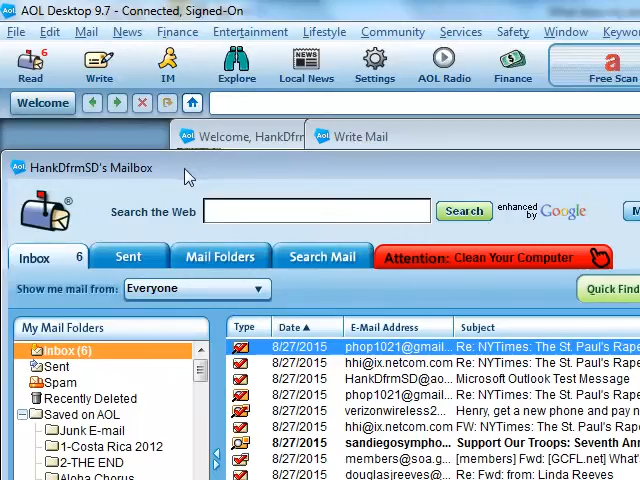 AOL Desktop 9.7 - Connected, Signed-On
File Edit Mail News Finance Entertainment Lifestyle Community Services Safety Window Keywo
6
Read Write IM Explore Local News Settings AOL Radio Finance Free Scan
Welcome
Welcome, HankDfrm Write Mail
HankDfrmSD's Mailbox
Search the Web Search enhanced by Google M
Inbox 6 Sent Mail Folders Search Mail Attention: Clean Your Computer
Show me mail from: Everyone Quick Find
My Mail Folders Type Date E-Mail Address Subject
Inbox (6) 8/27/2015 phop1021@gmail... Re: NYTimes: The St. Paul's Rape
Sent 8/27/2015 hhi@ix.netcom.com Re: NYTimes: The St. Paul's Rape
Spam 8/27/2015 HankDfrmSD@ao... Microsoft Outlook Test Message
Recently Deleted 8/27/2015 phop1021@gmail... Re: NYTimes: The St. Paul's Rape
Saved on AOL 8/27/2015 verizonwireless2... Henry, get a new phone and pay n
Junk E-mail 8/27/2015 hhi@ix.netcom.com FW: NYTimes: The St. Paul's Rape
1-Costa Rica 2012 8/27/2015 sandiegosympho... Support Our Troops: Seventh Ann
2-THE END 8/27/2015 members@soa.g... [members] Fwd: [GCFL.net] What's
Aloha Chorus 8/27/2015 douglasjreeves@... Re: Fwd: from: Linda Reeves